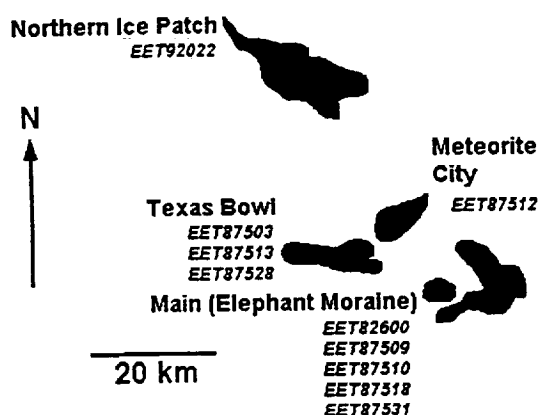 Northern Ice Patch
EET92022
N
Meteorite
City
EET87512
Texas Bowl
EET87503
EET87513
EET87528
Main (Elephant Moraine)
EET82600
EET87509
EET87510
EET87518
EET87531
20 km